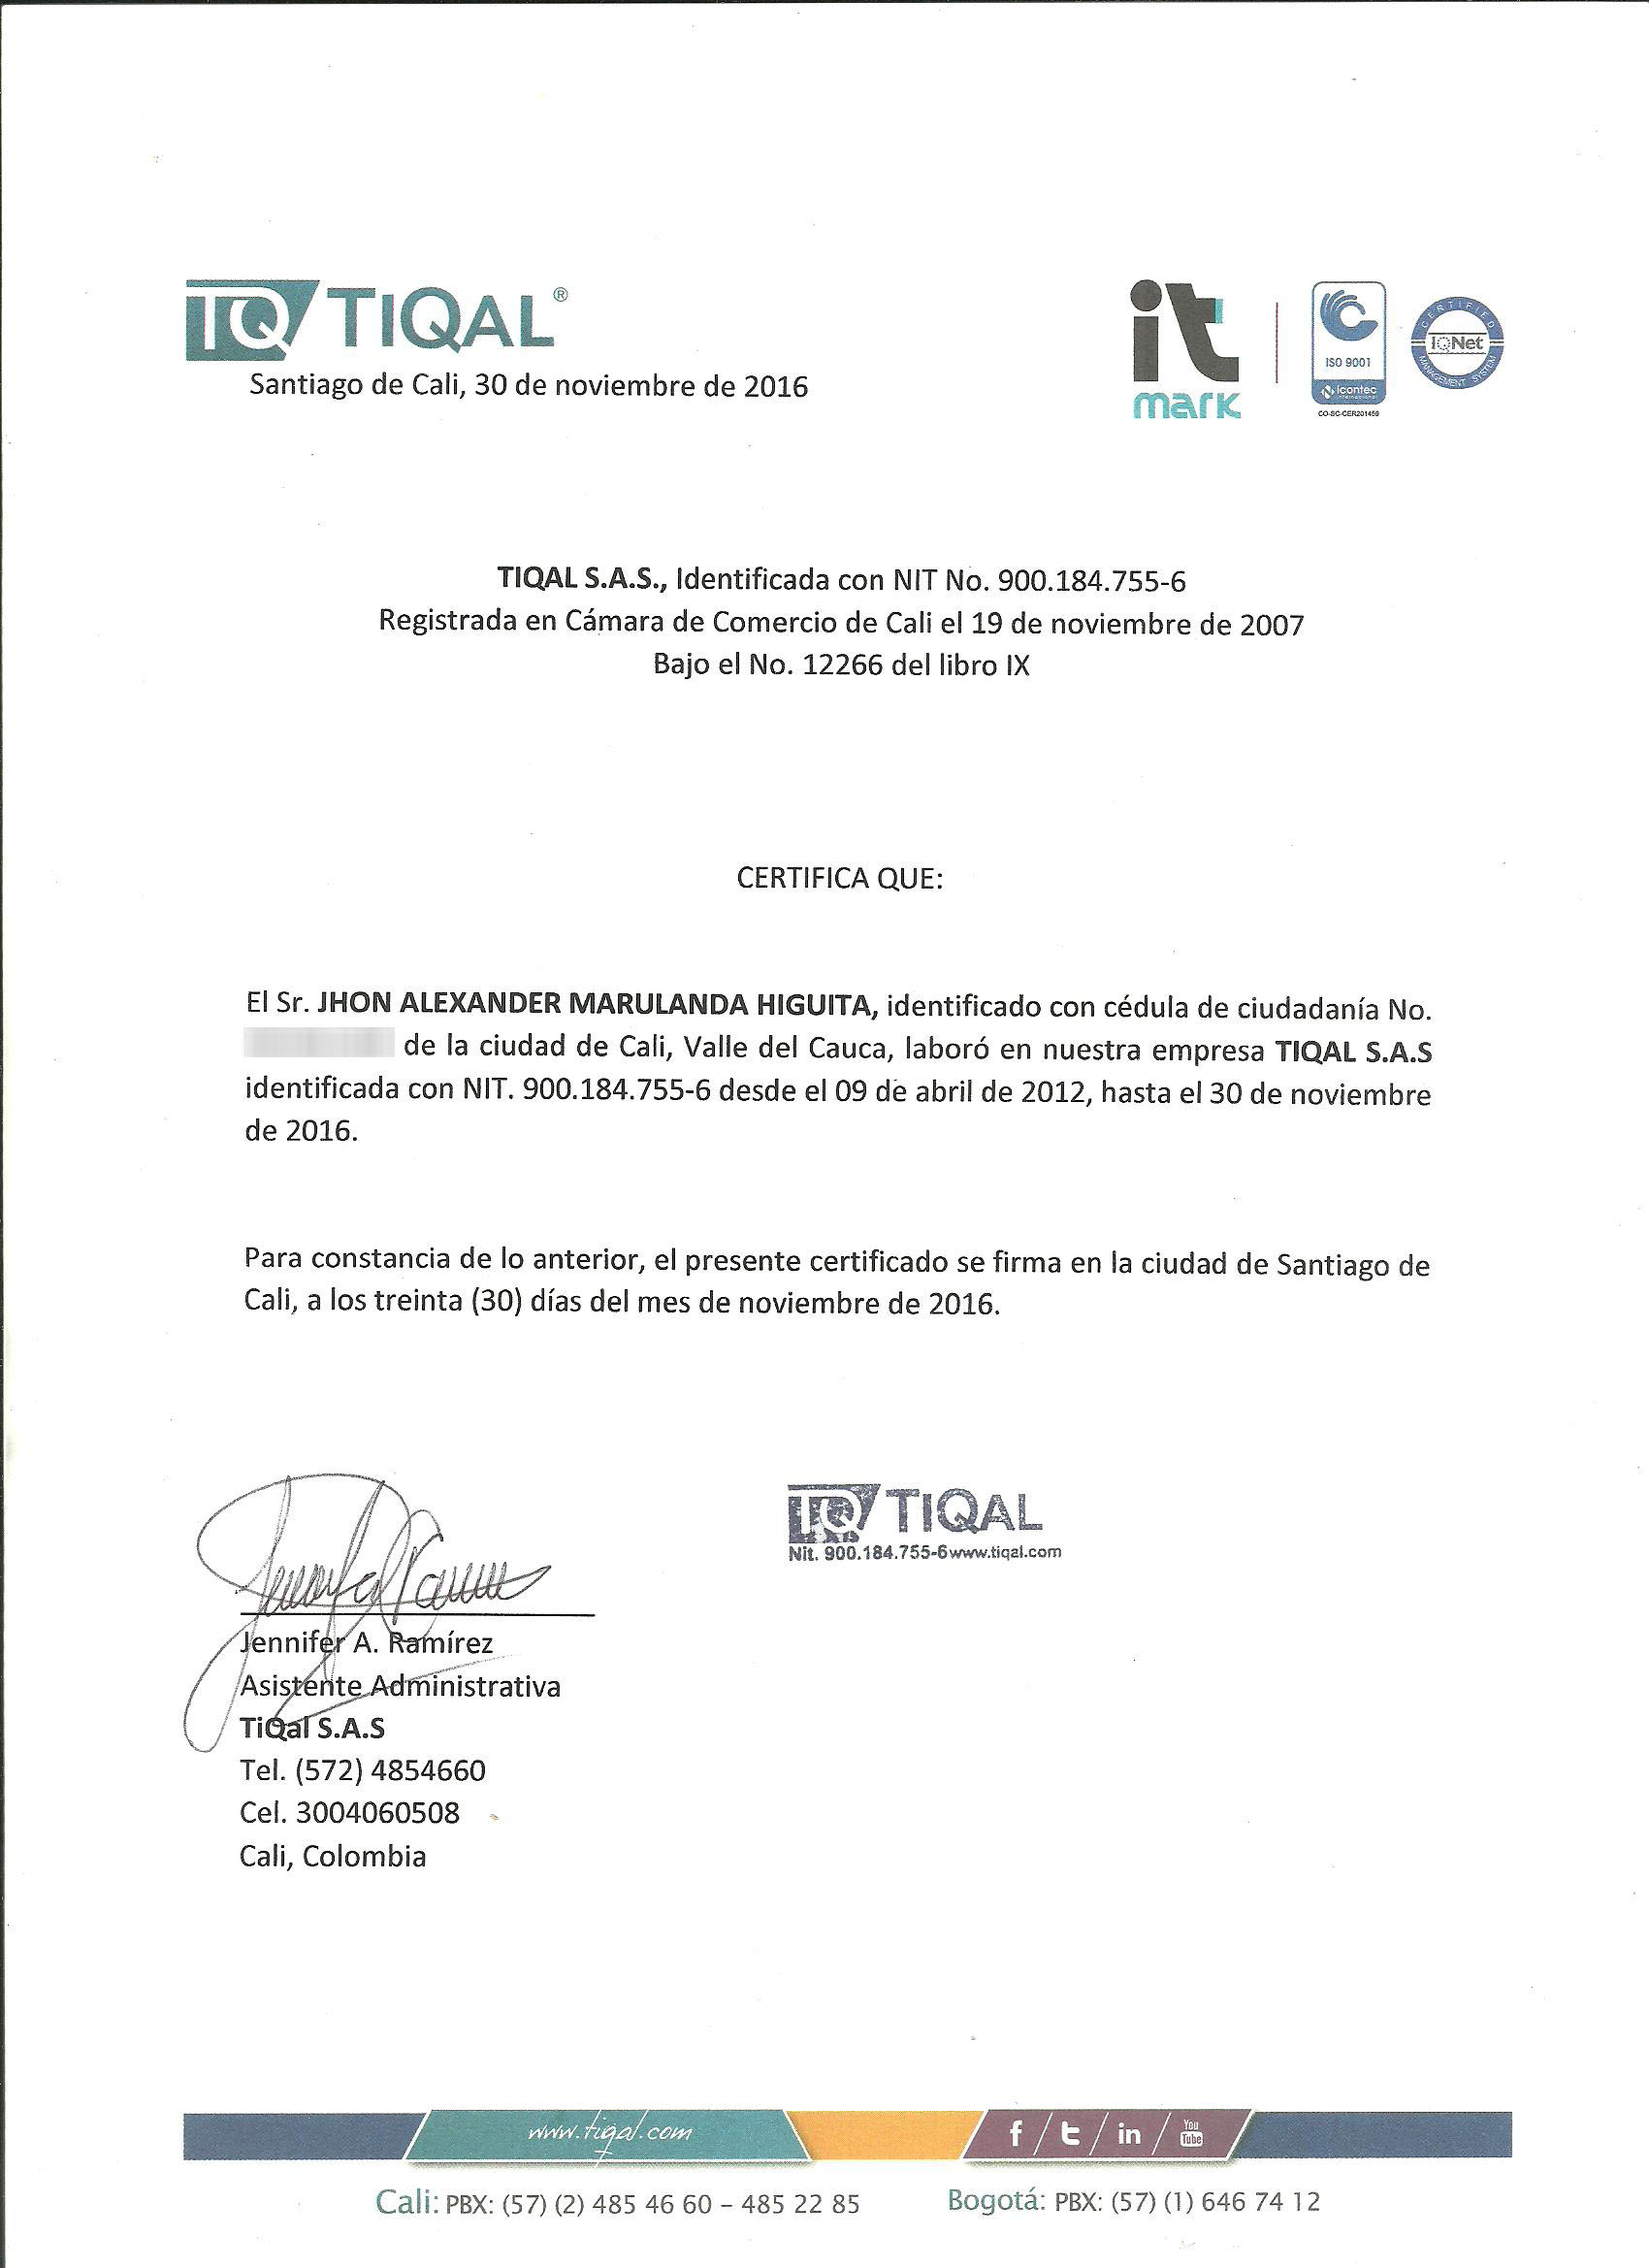 TIQAL®
Santiago de Cali, 30 de noviembre de 2016
it
mark
ISO 9001
icontec
internacional
CO-SC-CER201459
CERTIFIED
IQNet
MANAGEMENT SYSTEM
TIQAL S.A.S., Identificada con NIT No. 900.184.755-6
Registrada en Cámara de Comercio de Cali el 19 de noviembre de 2007
Bajo el No. 12266 del libro IX
CERTIFICA QUE:
El Sr. JHON ALEXANDER MARULANDA HIGUITA, identificado con cédula de ciudadanía No.
de la ciudad de Cali, Valle del Cauca, laboró en nuestra empresa TIQAL S.A.S
identificada con NIT. 900.184.755-6 desde el 09 de abril de 2012, hasta el 30 de noviembre
de 2016.
Para constancia de lo anterior, el presente certificado se firma en la ciudad de Santiago de
Cali, a los treinta (30) días del mes de noviembre de 2016.
TIQAL
Nit. 900.184.755-6 www.tiqal.com
Jennifer A. Ramírez
Asistente Administrativa
TiQal S.A.S
Tel. (572) 4854660
Cel. 3004060508
Cali, Colombia
www.tiqal.com
f / t / in / You Tube
Cali: PBX: (57) (2) 485 46 60 – 485 22 85
Bogotá: PBX: (57) (1) 646 74 12